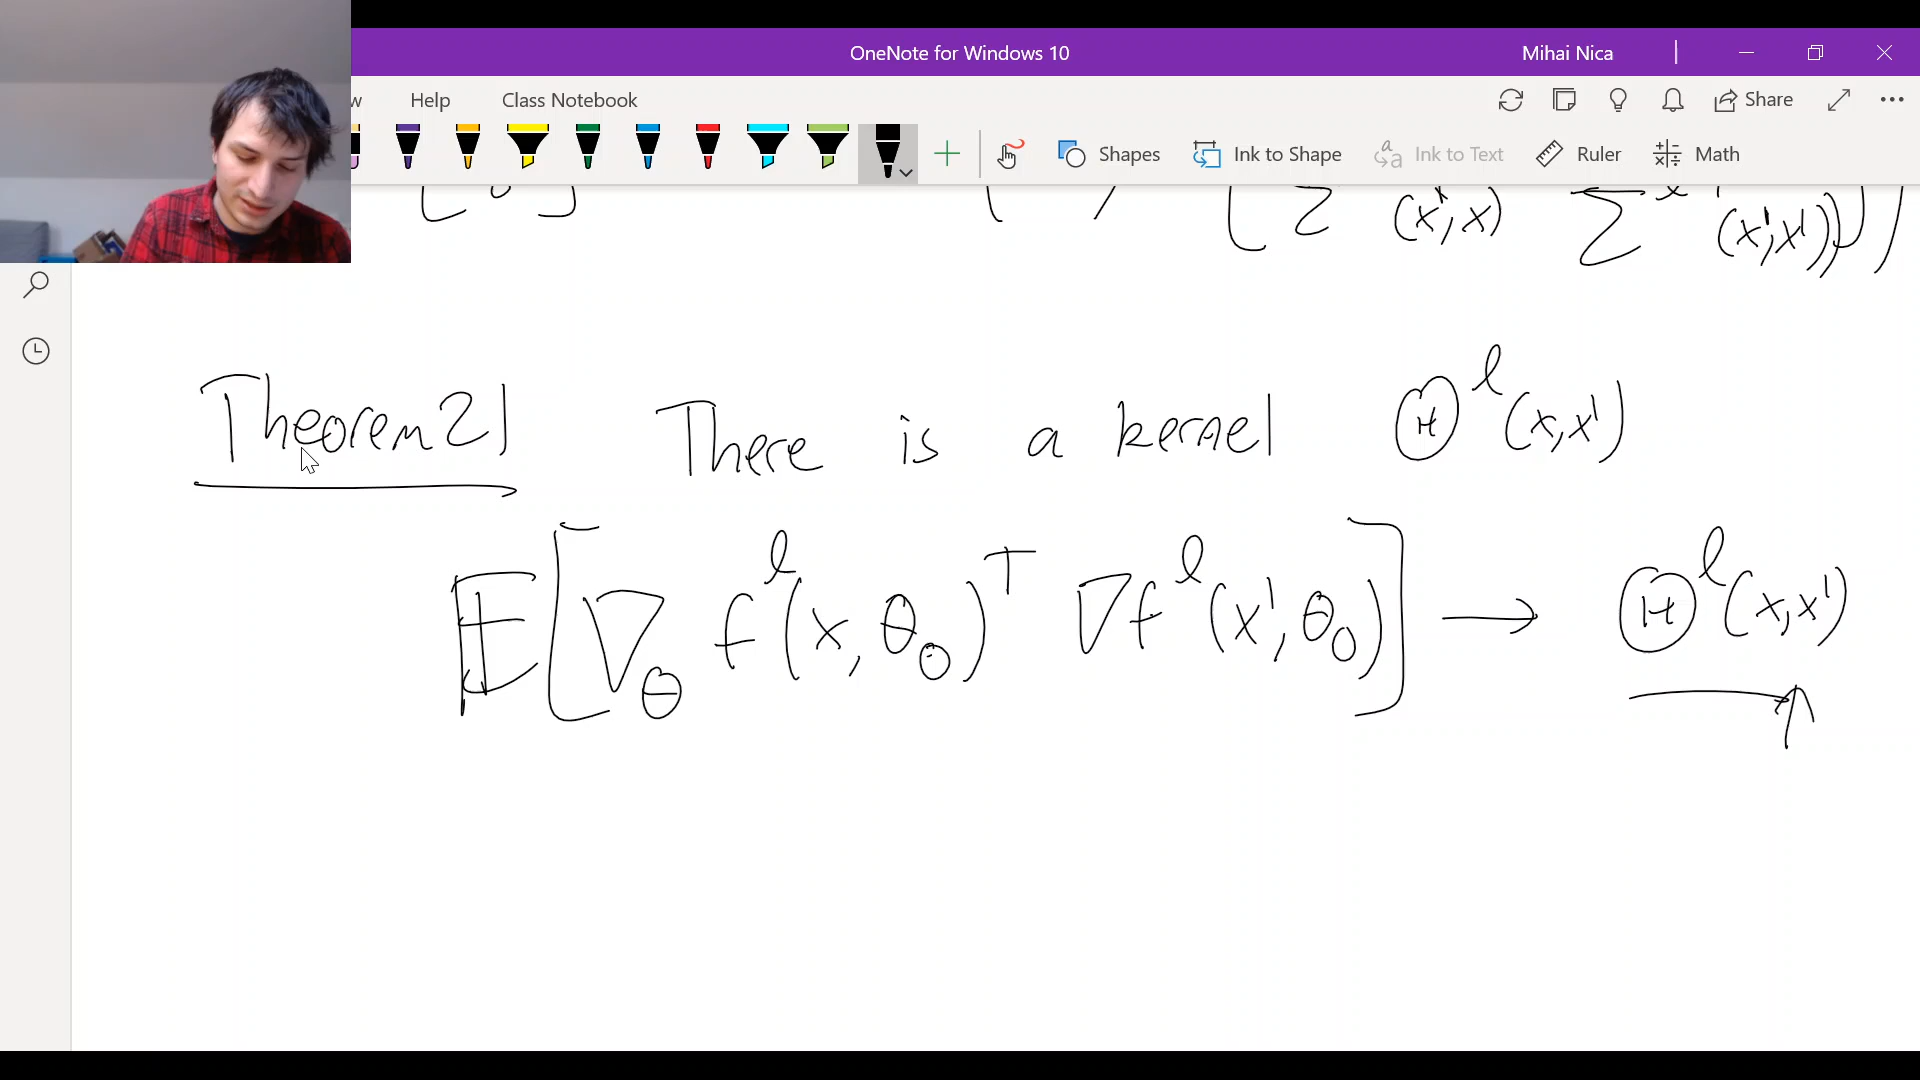 OneNote for Windows 10 Mihai Nica
w Help Class Notebook Share
Shapes Ink to Shape Ink to Text Ruler Math
[ 0 ] ( , [ Σ (x', x) Σ (x', x') ] )
Theorem 2| There is a kernel Θ^l (x, x')
𝔼[∇_θ f^l (x, θ_0)^T ∇f^l (x', θ_0)] → Θ^l (x, x')